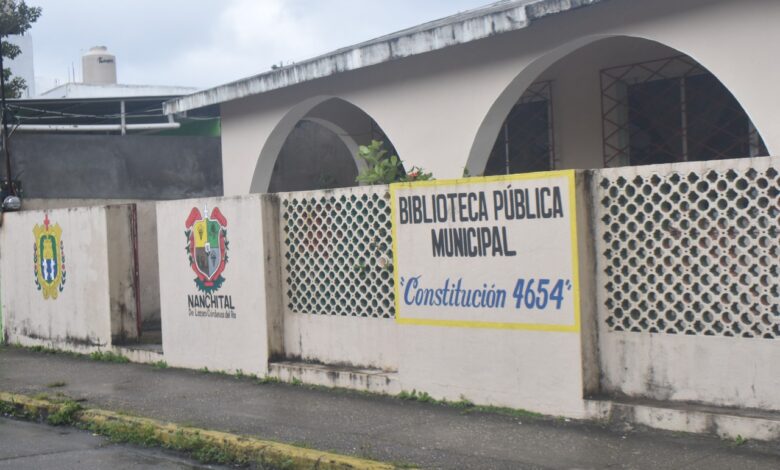 BIBLIOTECA PÚBLICA
MUNICIPAL
"Constitución 4654"
NANCHITAL
De Lázaro Cárdenas del Río